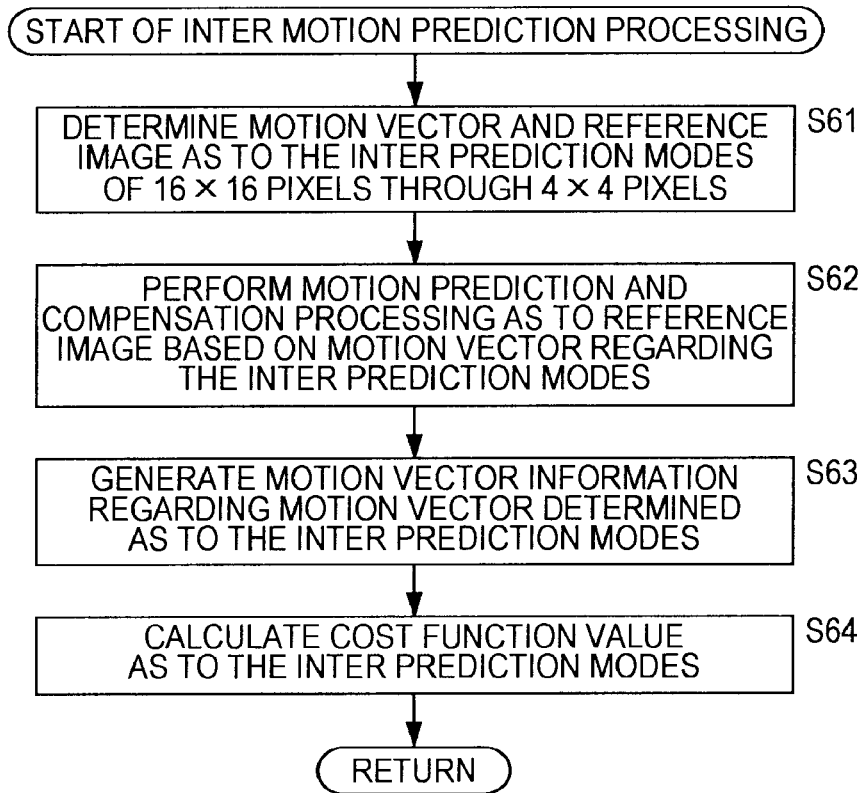 START OF INTER MOTION PREDICTION PROCESSING
DETERMINE MOTION VECTOR AND REFERENCE
IMAGE AS TO THE INTER PREDICTION MODES
OF 16 × 16 PIXELS THROUGH 4 × 4 PIXELS
S61
PERFORM MOTION PREDICTION AND
COMPENSATION PROCESSING AS TO REFERENCE
IMAGE BASED ON MOTION VECTOR REGARDING
THE INTER PREDICTION MODES
S62
GENERATE MOTION VECTOR INFORMATION
REGARDING MOTION VECTOR DETERMINED
AS TO THE INTER PREDICTION MODES
S63
CALCULATE COST FUNCTION VALUE
AS TO THE INTER PREDICTION MODES
S64
RETURN